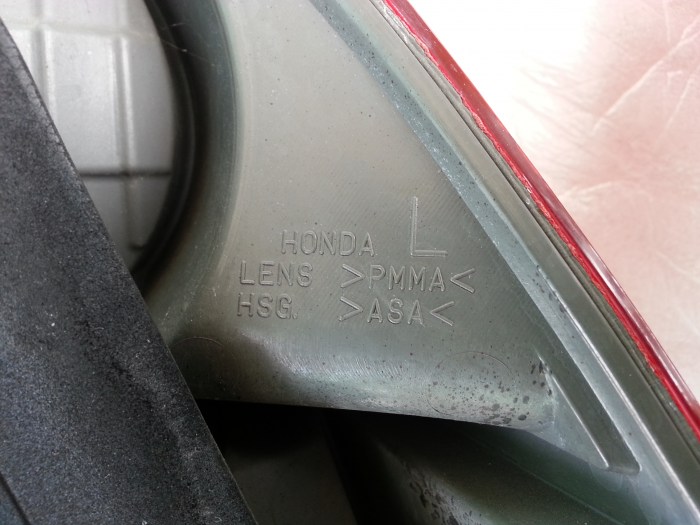 HONDA L
LENS >PMMA<
HSG. >ASA<